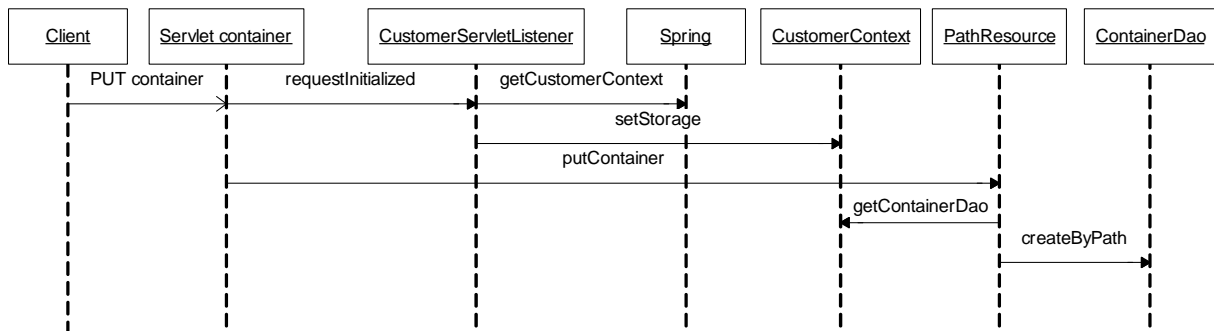 Client
Servlet container
CustomerServletListener
Spring
CustomerContext
PathResource
ContainerDao
PUT container
requestInitialized
getCustomerContext
setStorage
putContainer
getContainerDao
createByPath